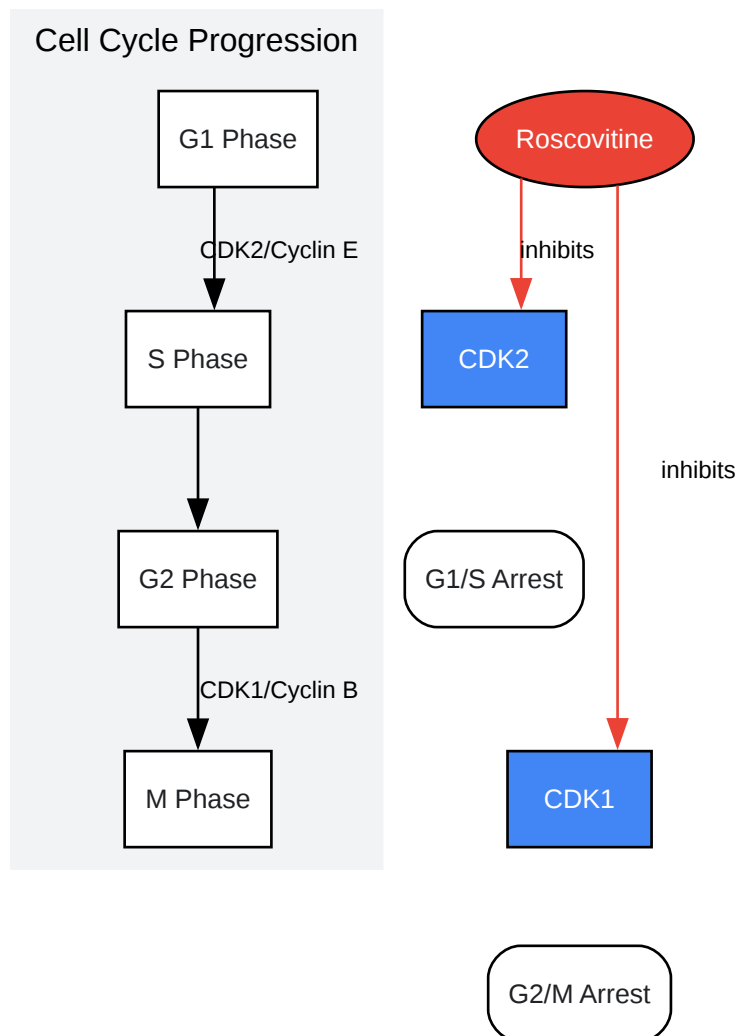 Cell Cycle Progression
G1 Phase
Roscovitine
CDK2/Cyclin E
inhibits
S Phase
CDK2
inhibits
G2 Phase
G1/S Arrest
CDK1/Cyclin B
M Phase
CDK1
G2/M Arrest